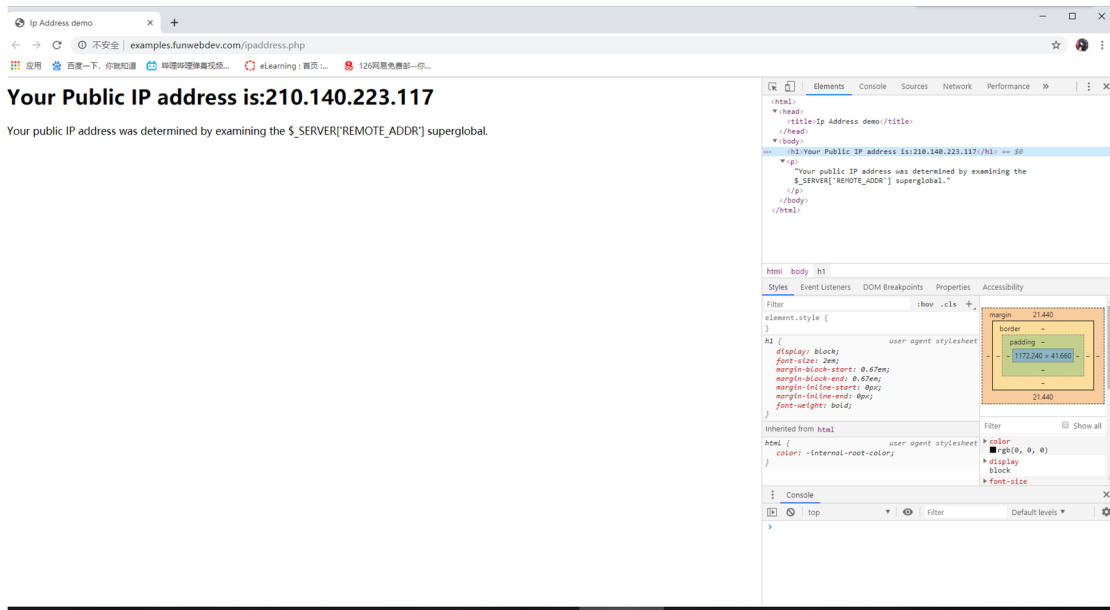 Ip Address demo
不安全 | examples.funwebdev.com/ipaddress.php
应用 百度一下，你就知道 哔哩哔哩弹幕视频... eLearning : 首页 :... 126网易免费邮--你...
Your Public IP address is:210.140.223.117
Your public IP address was determined by examining the $_SERVER['REMOTE_ADDR'] superglobal.
Elements Console Sources Network Performance »
<html>
▼<head>
<title>Ip Address demo</title>
</head>
▼<body>
<h1>Your Public IP address is:210.140.223.117</h1> == $0
▼<p>
"Your public IP address was determined by examining the
$_SERVER['REMOTE_ADDR'] superglobal."
</p>
</body>
</html>
html body h1
Styles Event Listeners DOM Breakpoints Properties Accessibility
Filter :hov .cls +
element.style {
}
h1 { user agent stylesheet
display: block;
font-size: 2em;
margin-block-start: 0.67em;
margin-block-end: 0.67em;
margin-inline-start: 0px;
margin-inline-end: 0px;
font-weight: bold;
}
Inherited from html
html { user agent stylesheet
color: -internal-root-color;
}
margin 21.440
border -
padding -
- - - 1172.240 × 41.660 - - -
-
-
21.440
Filter Show all
color
rgb(0, 0, 0)
display
block
font-size
Console
top Filter Default levels ▼